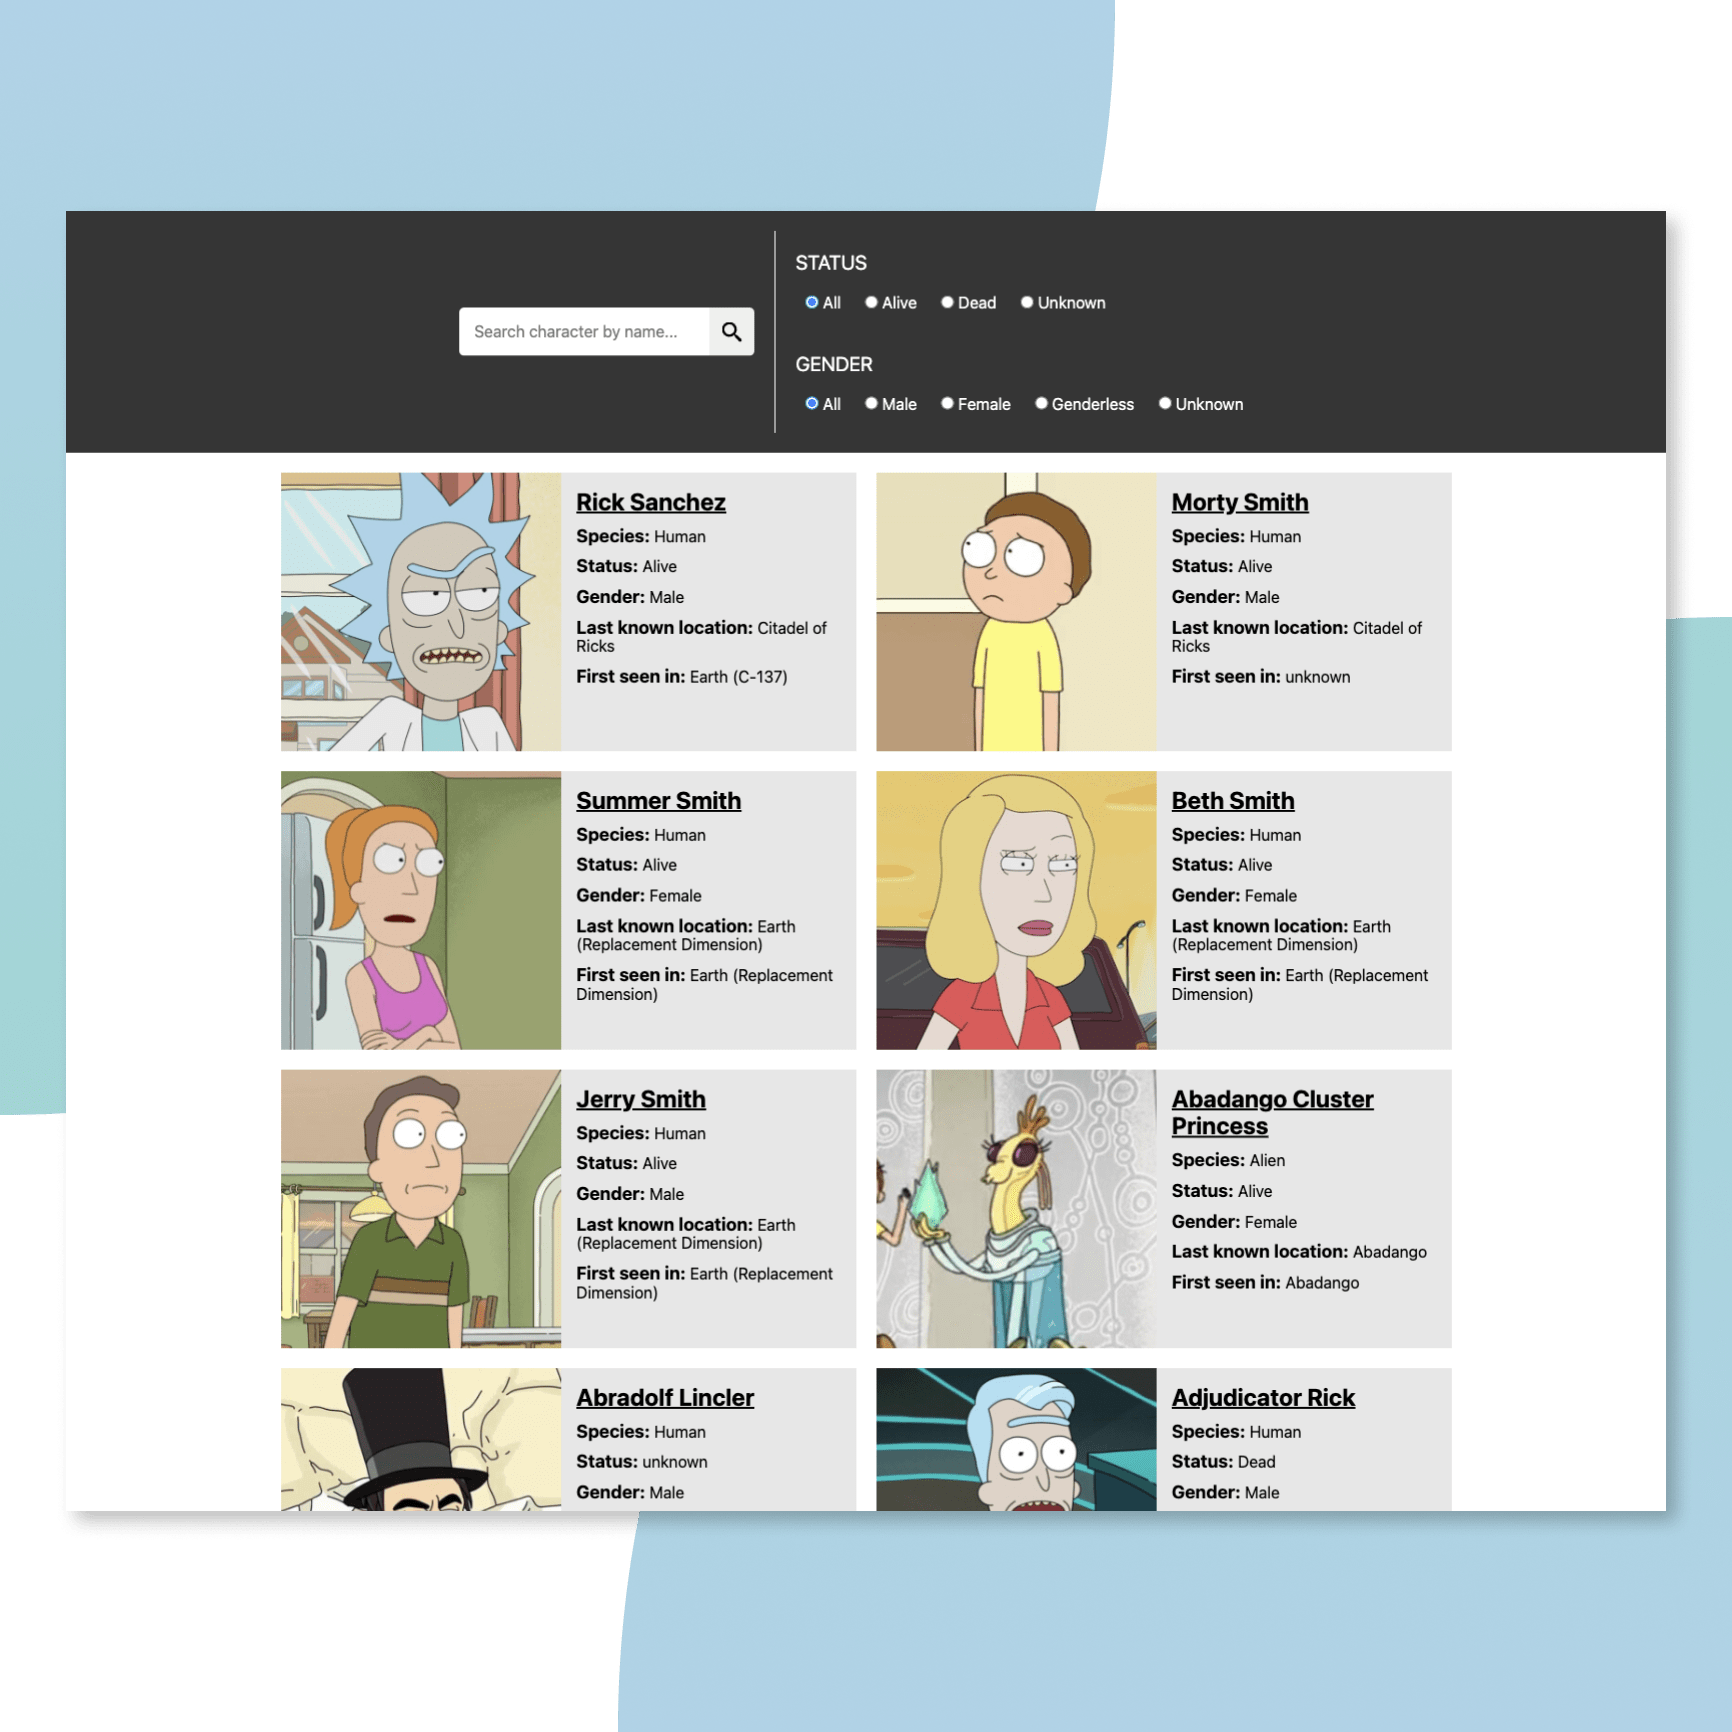 STATUS
All Alive Dead Unknown
Search character by name...
GENDER
All Male Female Genderless Unknown
Rick Sanchez
Species: Human
Status: Alive
Gender: Male
Last known location: Citadel of
Ricks
First seen in: Earth (C-137)
Morty Smith
Species: Human
Status: Alive
Gender: Male
Last known location: Citadel of
Ricks
First seen in: unknown
Summer Smith
Species: Human
Status: Alive
Gender: Female
Last known location: Earth
(Replacement Dimension)
First seen in: Earth (Replacement
Dimension)
Beth Smith
Species: Human
Status: Alive
Gender: Female
Last known location: Earth
(Replacement Dimension)
First seen in: Earth (Replacement
Dimension)
Jerry Smith
Species: Human
Status: Alive
Gender: Male
Last known location: Earth
(Replacement Dimension)
First seen in: Earth (Replacement
Dimension)
Abadango Cluster
Princess
Species: Alien
Status: Alive
Gender: Female
Last known location: Abadango
First seen in: Abadango
Abradolf Lincler
Species: Human
Status: unknown
Gender: Male
Adjudicator Rick
Species: Human
Status: Dead
Gender: Male